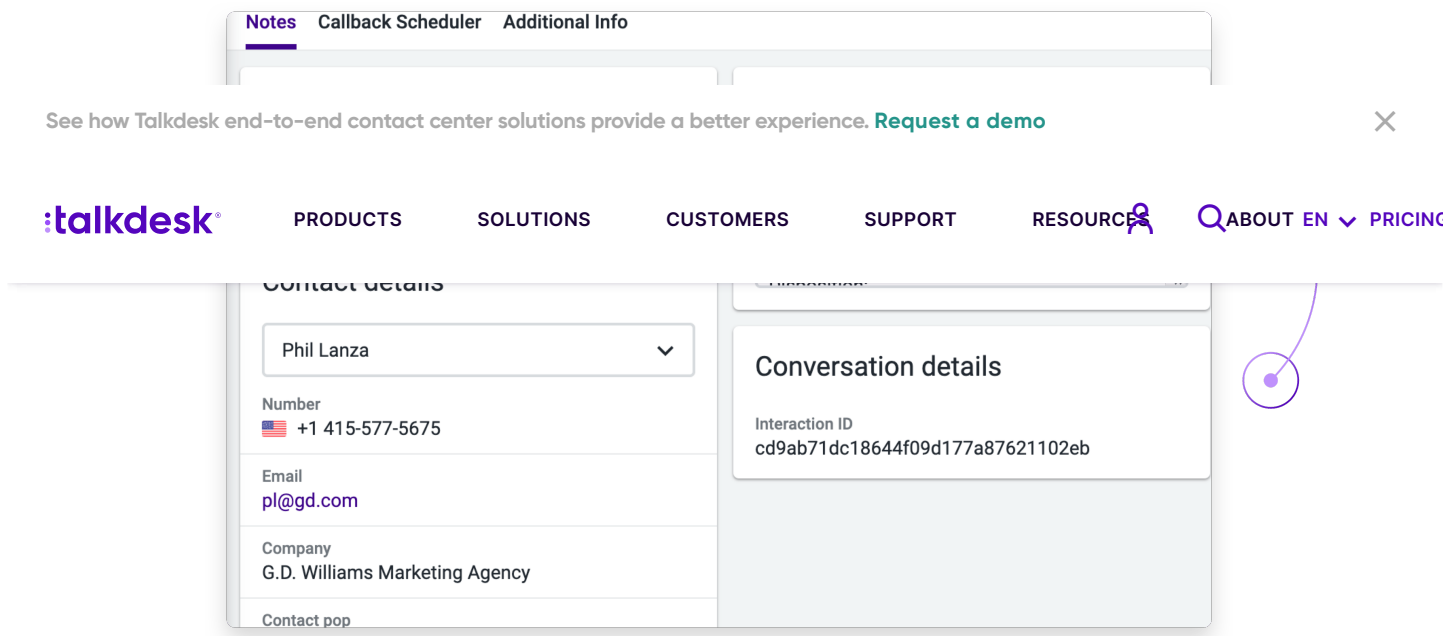 Notes Callback Scheduler Additional Info
See how Talkdesk end-to-end contact center solutions provide a better experience. Request a demo
talkdesk
PRODUCTS SOLUTIONS CUSTOMERS SUPPORT RESOURCES ABOUT EN PRICING
Contact details
Phil Lanza
Number
+1 415-577-5675
Email
pl@gd.com
Company
G.D. Williams Marketing Agency
Contact pop
Conversation details
Interaction ID
cd9ab71dc18644f09d177a87621102eb